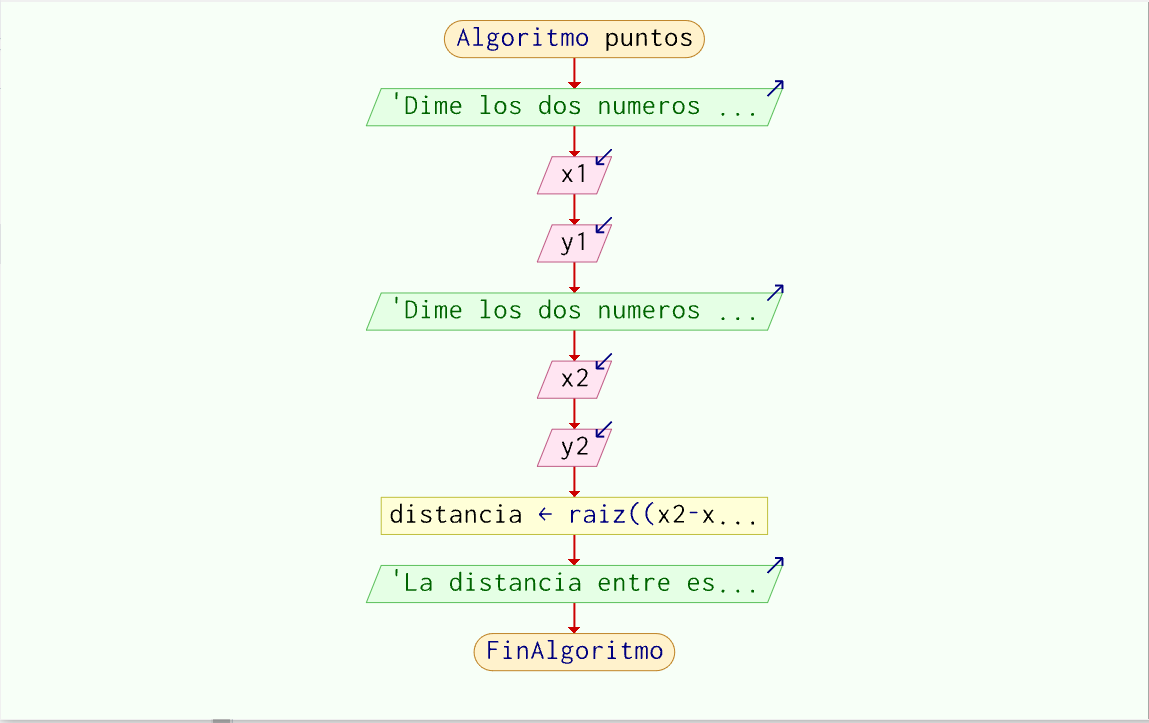 Algoritmo puntos
'Dime los dos numeros ...
x1
y1
'Dime los dos numeros ...
x2
y2
distancia ← raiz((x2-x...
'La distancia entre es...
FinAlgoritmo